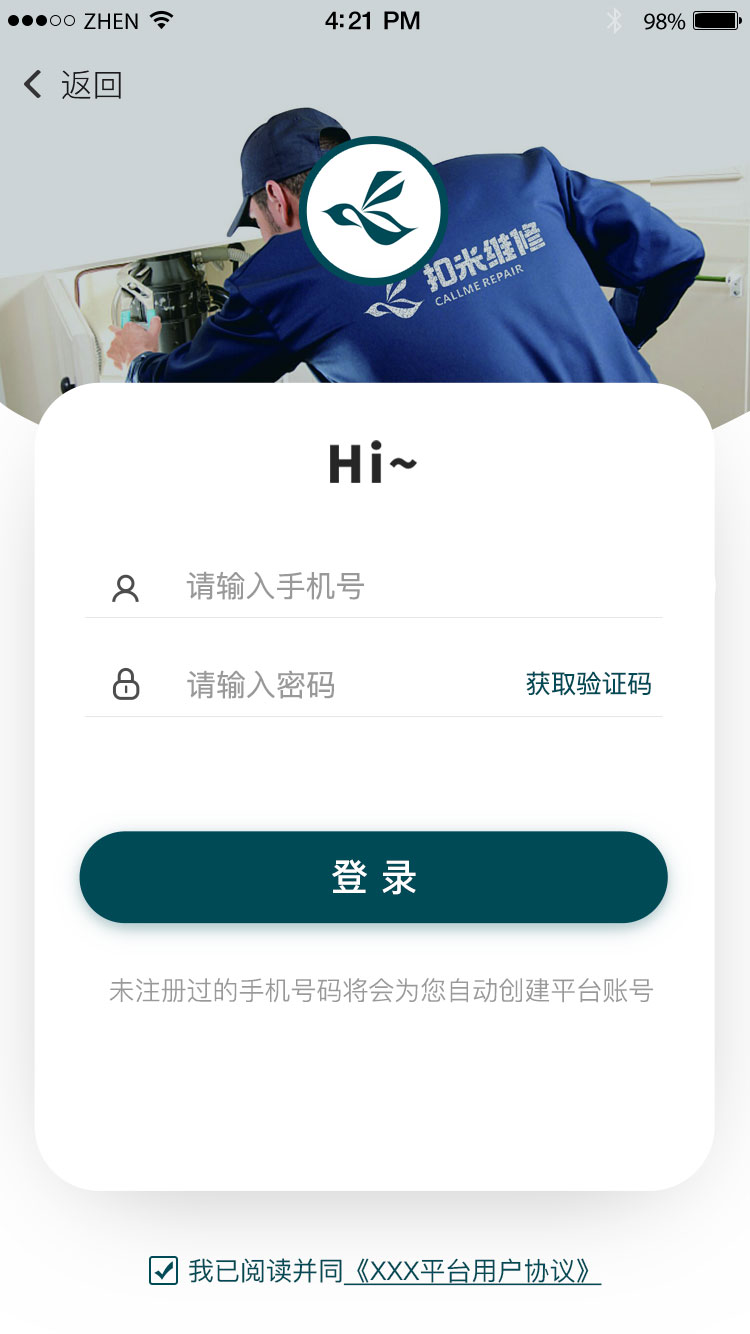 ZHEN 4:21 PM 98%
返回
扣米维修
CALLME REPAIR
Hi~
请输入手机号
请输入密码 获取验证码
登录
未注册过的手机号码将会为您自动创建平台账号
我已阅读并同《XXX平台用户协议》